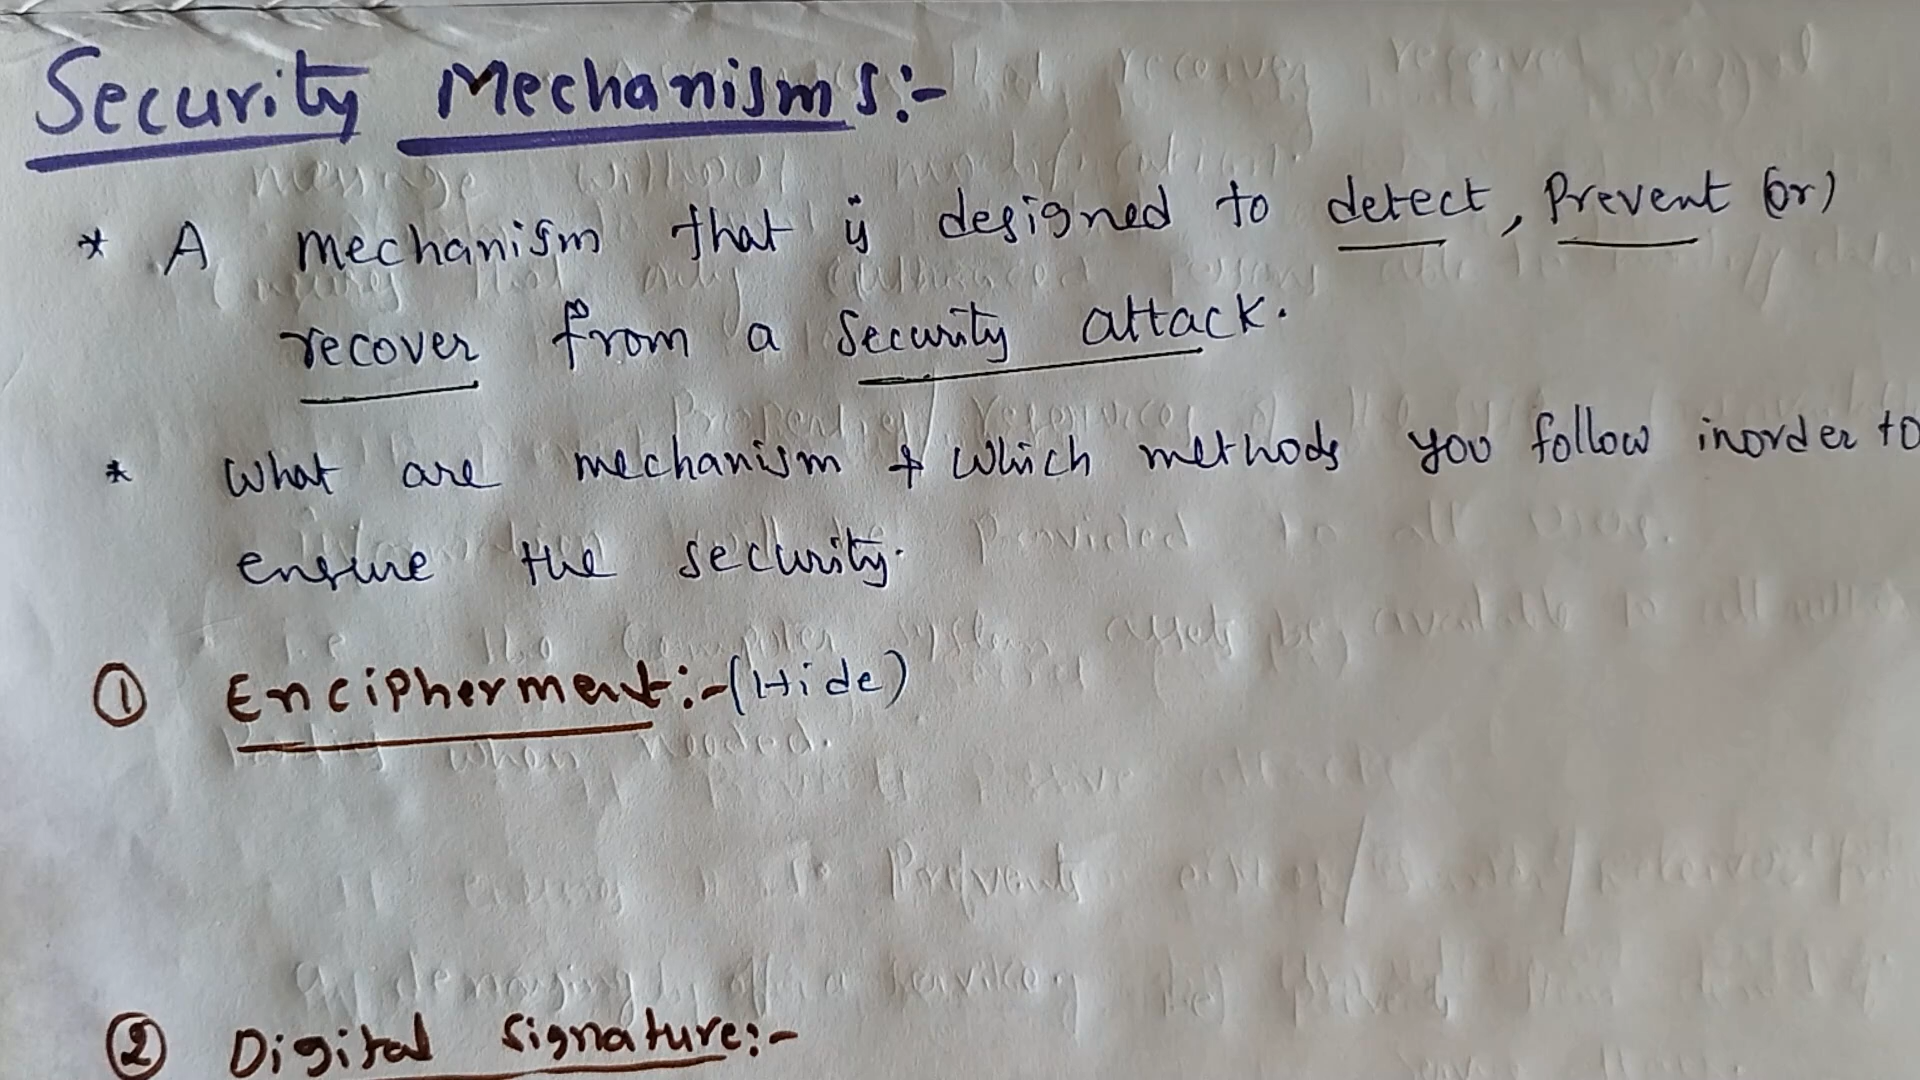 Security Mechanisms:-
* A mechanism that is designed to detect, Prevent (or)
recover from a Security attack.
* What are mechanism & which methods you follow inorder to
ensure the security.
① Encipherment:-(Hide)
② Digital signature:-